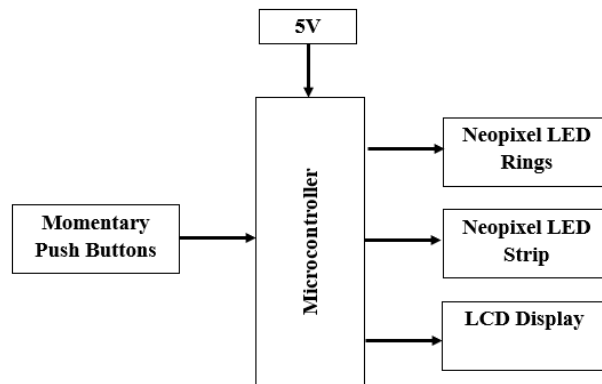 5V
Momentary
Push Buttons
Microcontroller
Neopixel LED
Rings
Neopixel LED
Strip
LCD Display